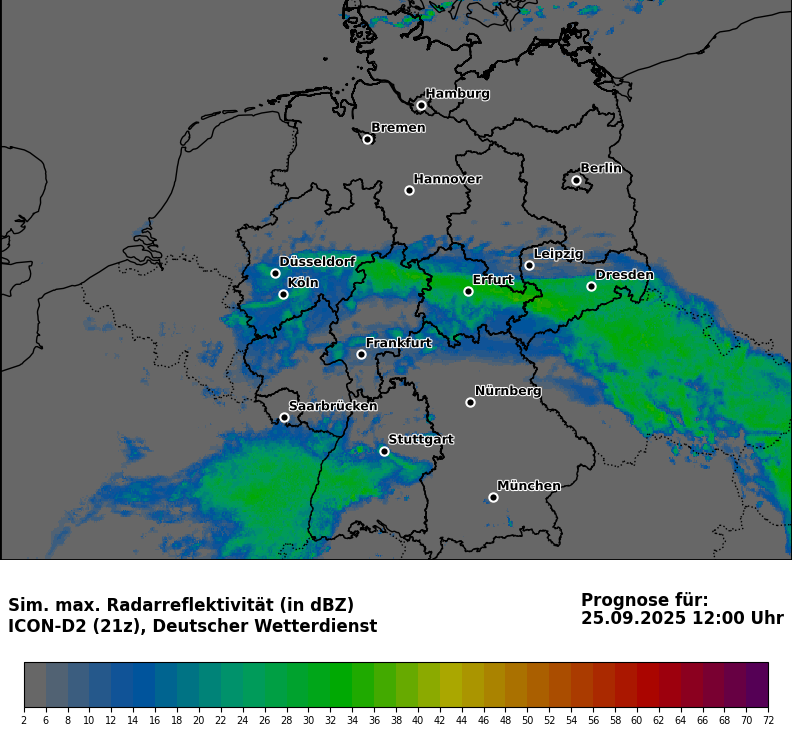 Hamburg
Bremen
Berlin
Hannover
Leipzig
Düsseldorf
Dresden
Erfurt
Köln
Frankfurt
Nürnberg
Saarbrücken
Stuttgart
München
Sim. max. Radarreflektivität (in dBZ)
ICON-D2 (21z), Deutscher Wetterdienst
Prognose für:
25.09.2025 12:00 Uhr
2 6 8 10 12 14 16 18 20 22 24 26 28 30 32 34 36 38 40 42 44 46 48 50 52 54 56 58 60 62 64 66 68 70 72